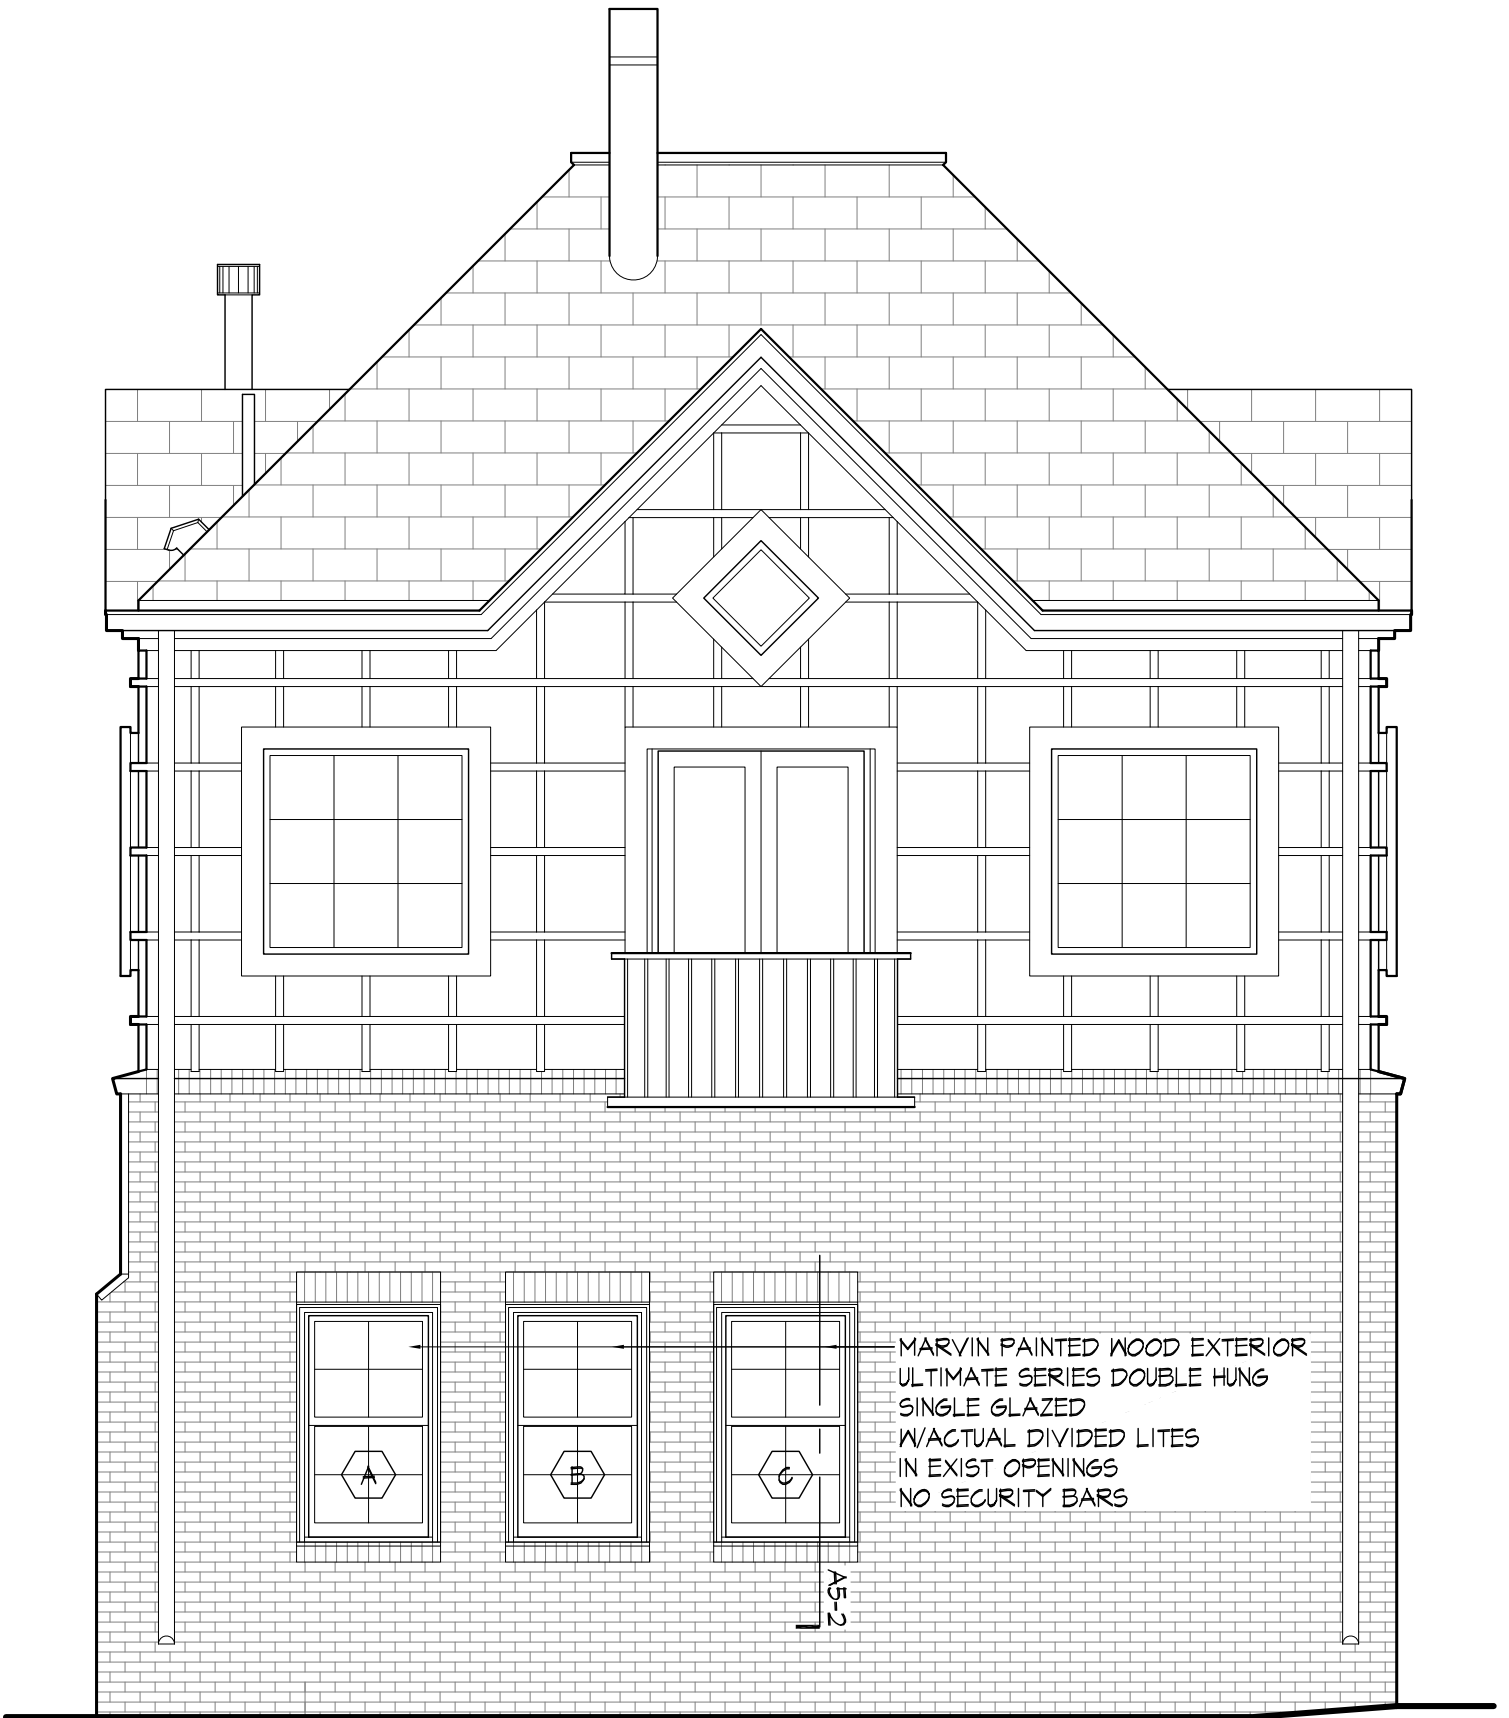 MARVIN PAINTED WOOD EXTERIOR
ULTIMATE SERIES DOUBLE HUNG
SINGLE GLAZED
W/ACTUAL DIVIDED LITES
IN EXIST OPENINGS
NO SECURITY BARS
A
B
C
A5-2